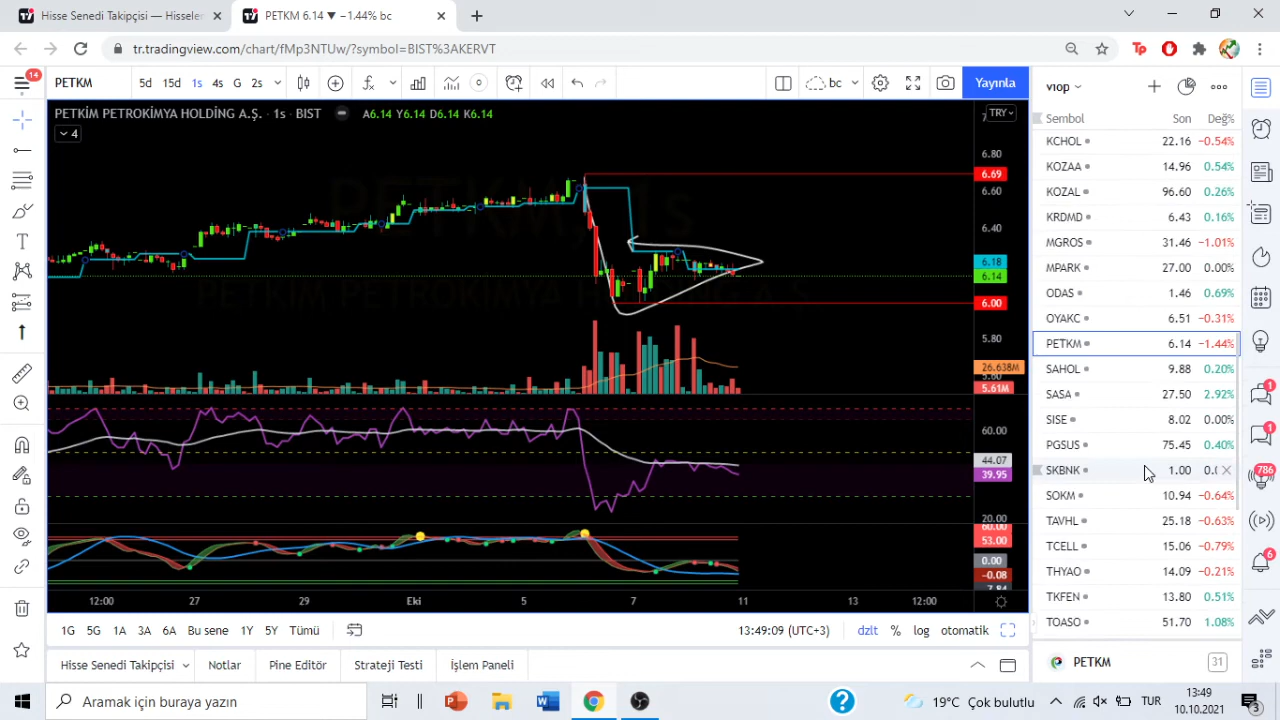 Hisse Senedi Takipçisi — Hisseler
PETKM 6.14 ▼ −1.44% bc
tr.tradingview.com/chart/fMp3NTUw/?symbol=BIST%3AKERVT
14
PETKM
5d 15d 1s 4s G 2s
bc
Yayınla
PETKİM PETROKİMYA HOLDİNG A.Ş. · 1s · BIST
A6.14 Y6.14 D6.14 K6.14
4
TRY
6.80
6.69
6.60
6.40
6.18
6.14
6.00
5.80
26.638M
5.61M
60.00
44.07
39.95
20.00
53.00
0.00
−0.08
12:00 27 29 Eki 5 7 11 13 12:00
1G 5G 1A 3A 6A Bu sene 1Y 5Y Tümü
13:49:09 (UTC+3)
dzlt % log otomatik
Hisse Senedi Takipçisi
Notlar
Pine Editör
Strateji Testi
İşlem Paneli
vıop
Sembol Son Değ%
KCHOL 22.16 −0.54%
KOZAA 14.96 0.54%
KOZAL 96.60 0.26%
KRDMD 6.43 0.16%
MGROS 31.46 −1.01%
MPARK 27.00 0.00%
ODAS 1.46 0.69%
OYAKC 6.51 −0.31%
PETKM 6.14 −1.44%
SAHOL 9.88 0.20%
SASA 27.50 2.92%
SISE 8.02 0.00%
PGSUS 75.45 0.40%
SKBNK 1.00
SOKM 10.94 −0.64%
TAVHL 25.18 −0.63%
TCELL 15.06 −0.79%
THYAO 14.09 −0.21%
TKFEN 13.80 0.51%
TOASO 51.70 1.08%
PETKM
31
1
1
786
6
Aramak için buraya yazın
19°C Çok bulutlu
TUR
13:49
10.10.2021
3